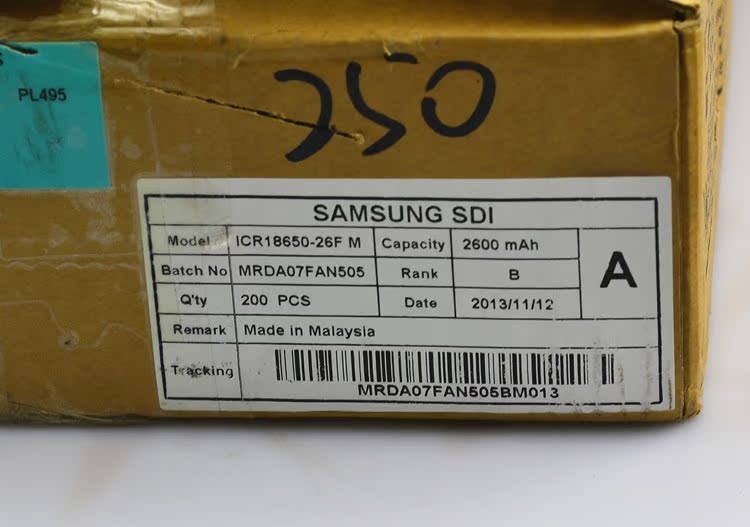 PL495
250
SAMSUNG SDI
Model ICR18650-26F M Capacity 2600 mAh
A
Batch No MRDA07FAN505 Rank B
Q'ty 200 PCS Date 2013/11/12
Remark Made in Malaysia
Tracking
MRDA07FAN505BM013